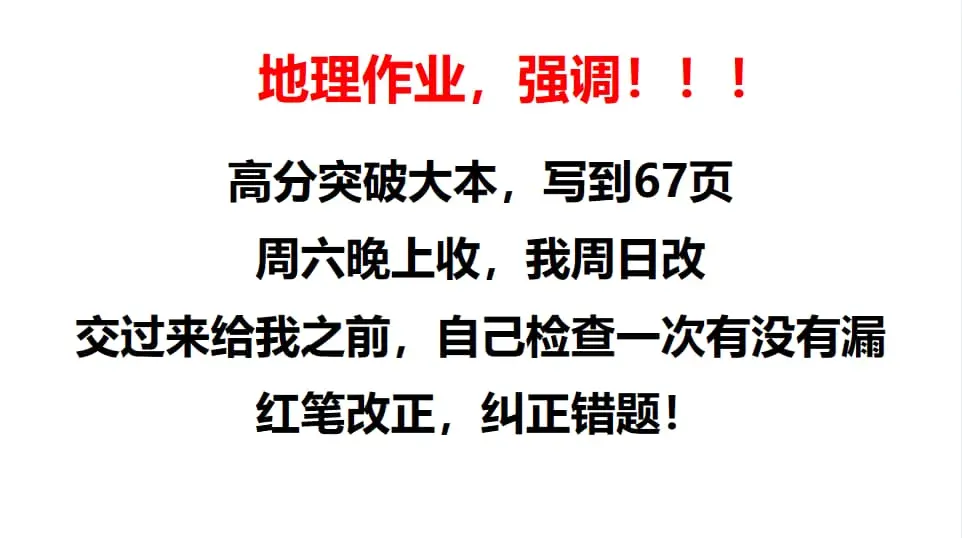 地理作业，强调！！！
高分突破大本，写到67页
周六晚上收，我周日改
交过来给我之前，自己检查一次有没有漏
红笔改正，纠正错题！